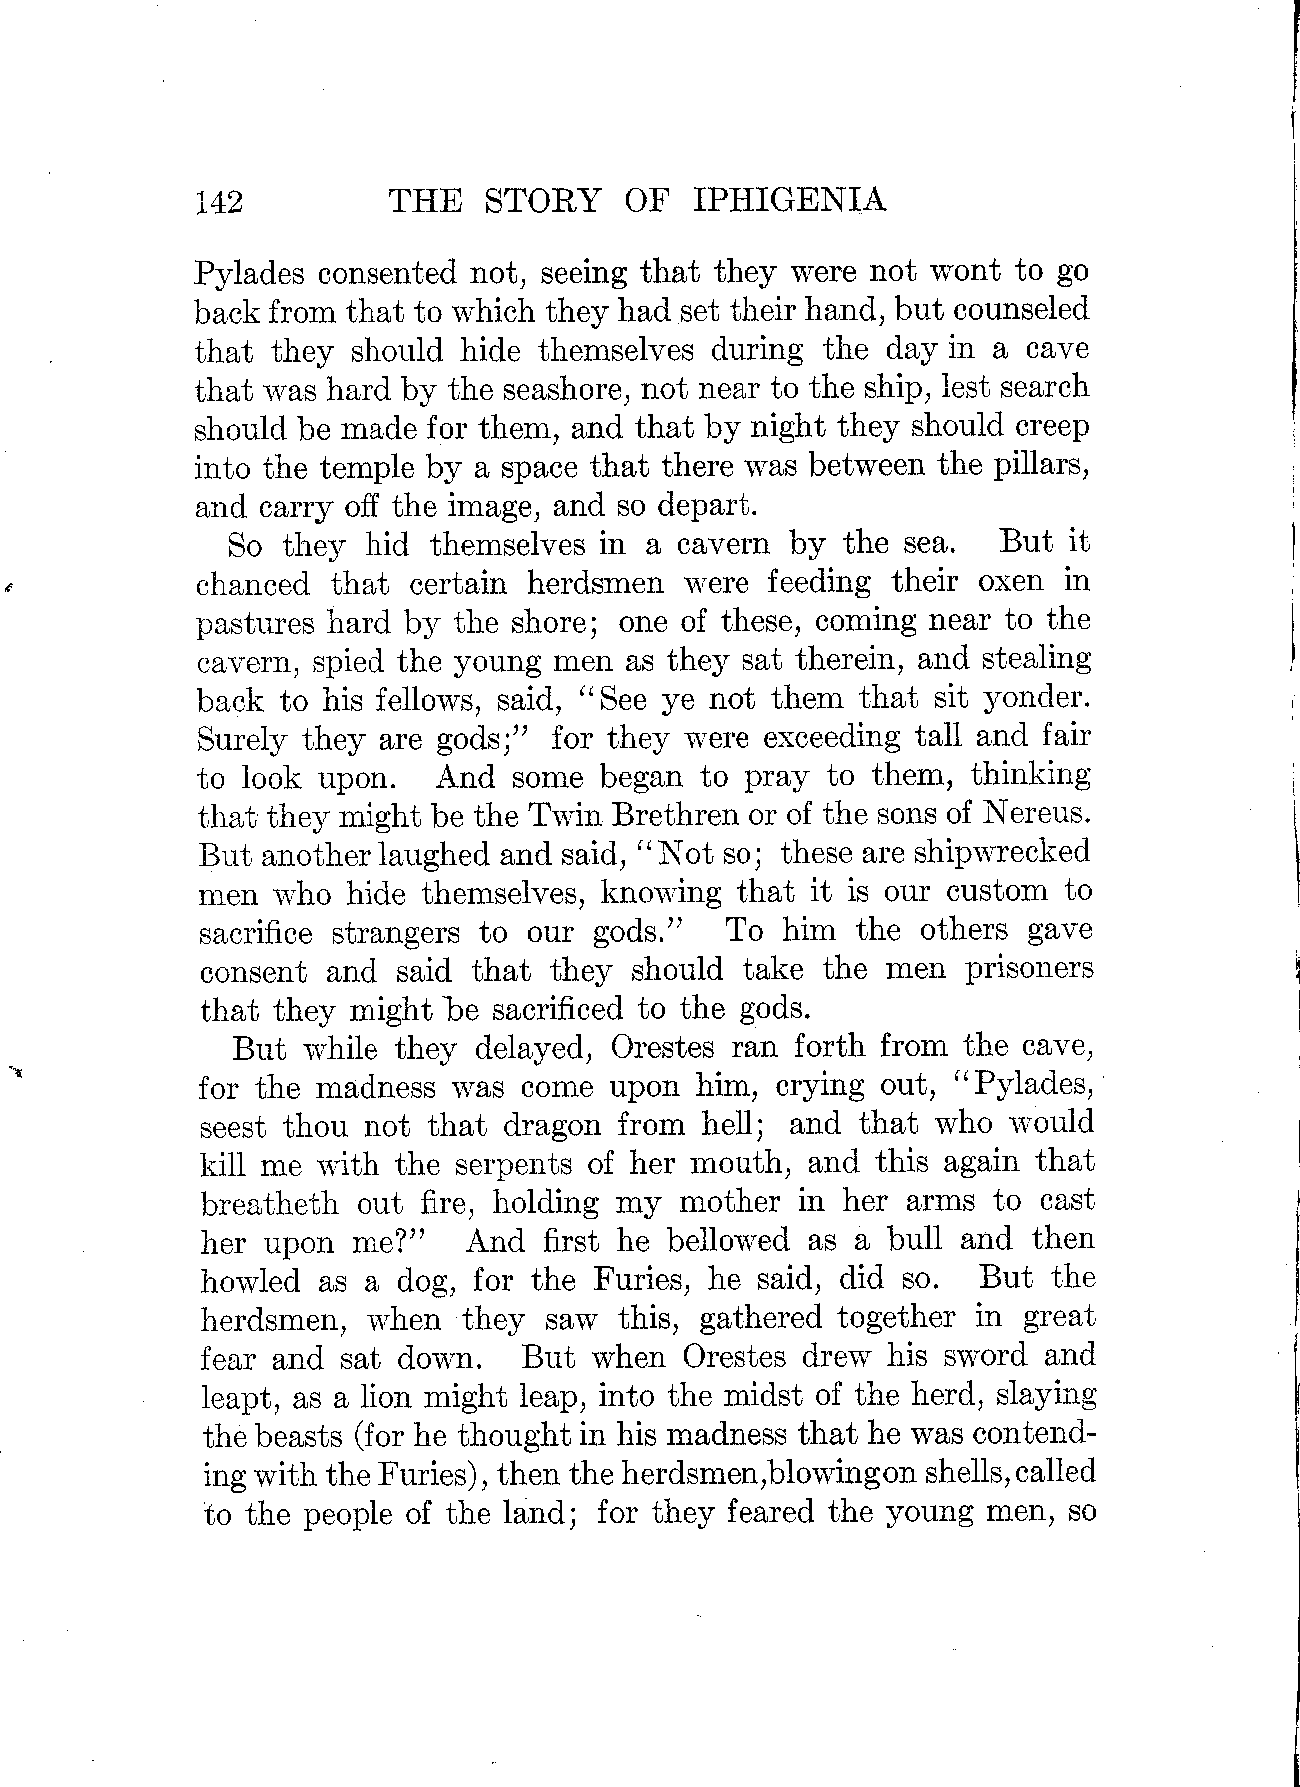 142 THE STORY OF IPHIGENIA
Pylades consented not, seeing that they were not wont to go
back from that to which they had set their hand, but counseled
that they should hide themselves during the day in a cave
that was hard by the seashore, not near to the ship, lest search
should be made for them, and that by night they should creep
into the temple by a space that there was between the pillars,
and carry off the image, and so depart.
So they hid themselves in a cavern by the sea. But it
chanced that certain herdsmen were feeding their oxen in
pastures hard by the shore; one of these, coming near to the
cavern, spied the young men as they sat therein, and stealing
back to his fellows, said, "See ye not them that sit yonder.
Surely they are gods;" for they were exceeding tall and fair
to look upon. And some began to pray to them, thinking
that they might be the Twin Brethren or of the sons of Nereus.
But another laughed and said, "Not so; these are shipwrecked
men who hide themselves, knowing that it is our custom to
sacrifice strangers to our gods." To him the others gave
consent and said that they should take the men prisoners
that they might be sacrificed to the gods.
But while they delayed, Orestes ran forth from the cave,
for the madness was come upon him, crying out, "Pylades,
seest thou not that dragon from hell; and that who would
kill me with the serpents of her mouth, and this again that
breatheth out fire, holding my mother in her arms to cast
her upon me?" And first he bellowed as a bull and then
howled as a dog, for the Furies, he said, did so. But the
herdsmen, when they saw this, gathered together in great
fear and sat down. But when Orestes drew his sword and
leapt, as a lion might leap, into the midst of the herd, slaying
the beasts (for he thought in his madness that he was contend-
ing with the Furies), then the herdsmen, blowing on shells, called
to the people of the land; for they feared the young men, so